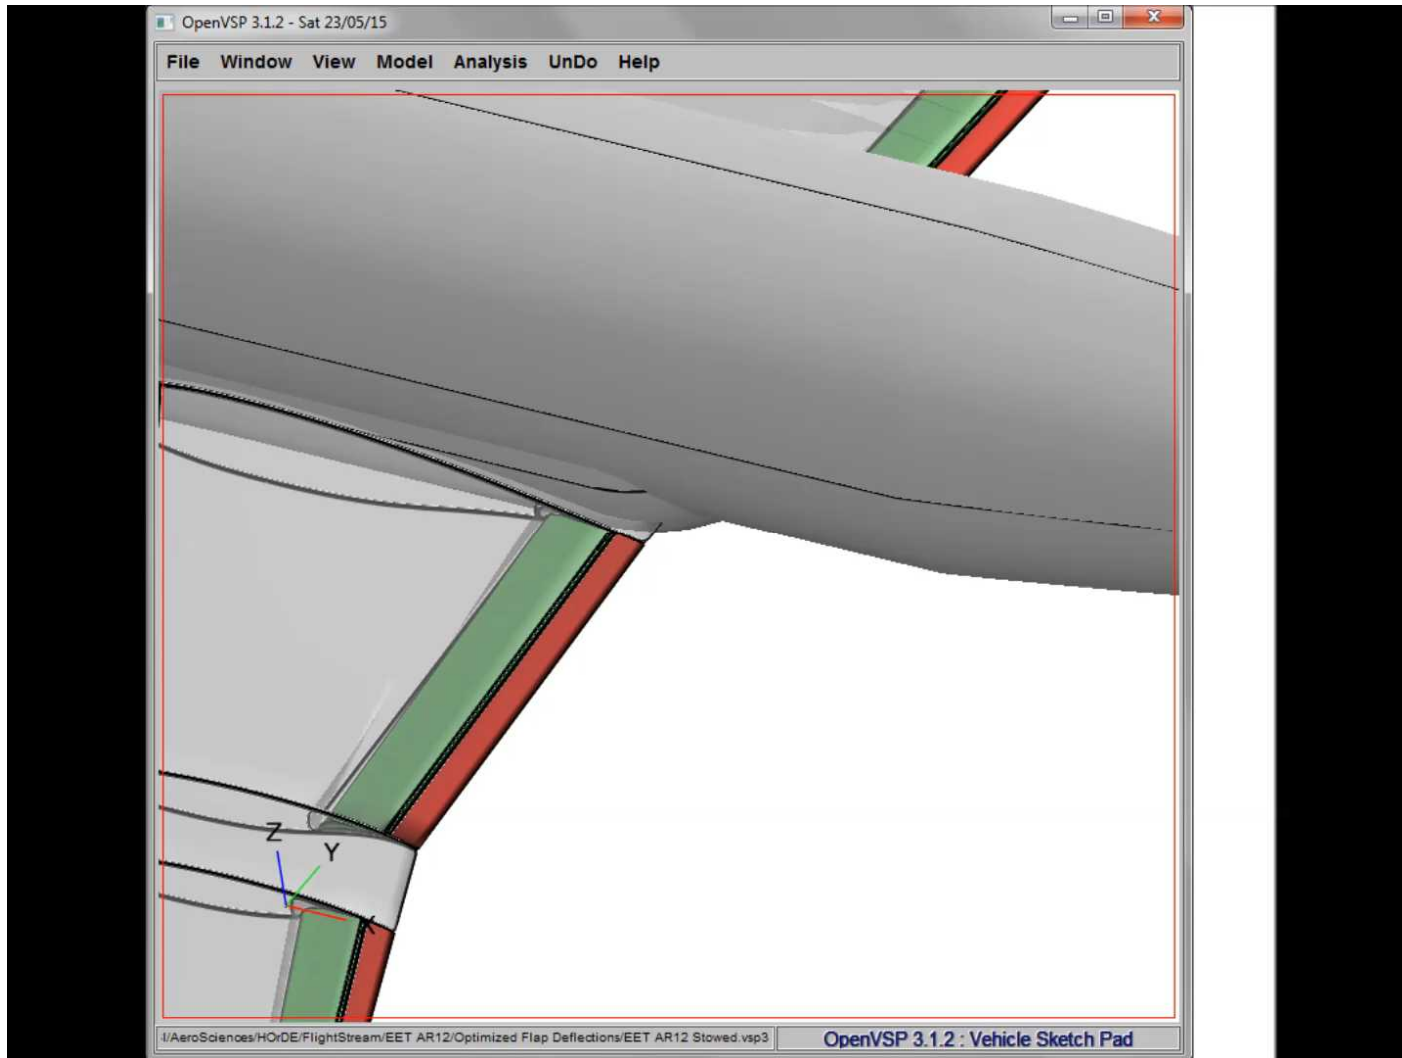 OpenVSP 3.1.2 - Sat 23/05/15
File Window View Model Analysis UnDo Help
Z
Y
X
I/AeroSciences/HOrDE/FlightStream/EET AR12/Optimized Flap Deflections/EET AR12 Stowed.vsp3
OpenVSP 3.1.2 : Vehicle Sketch Pad